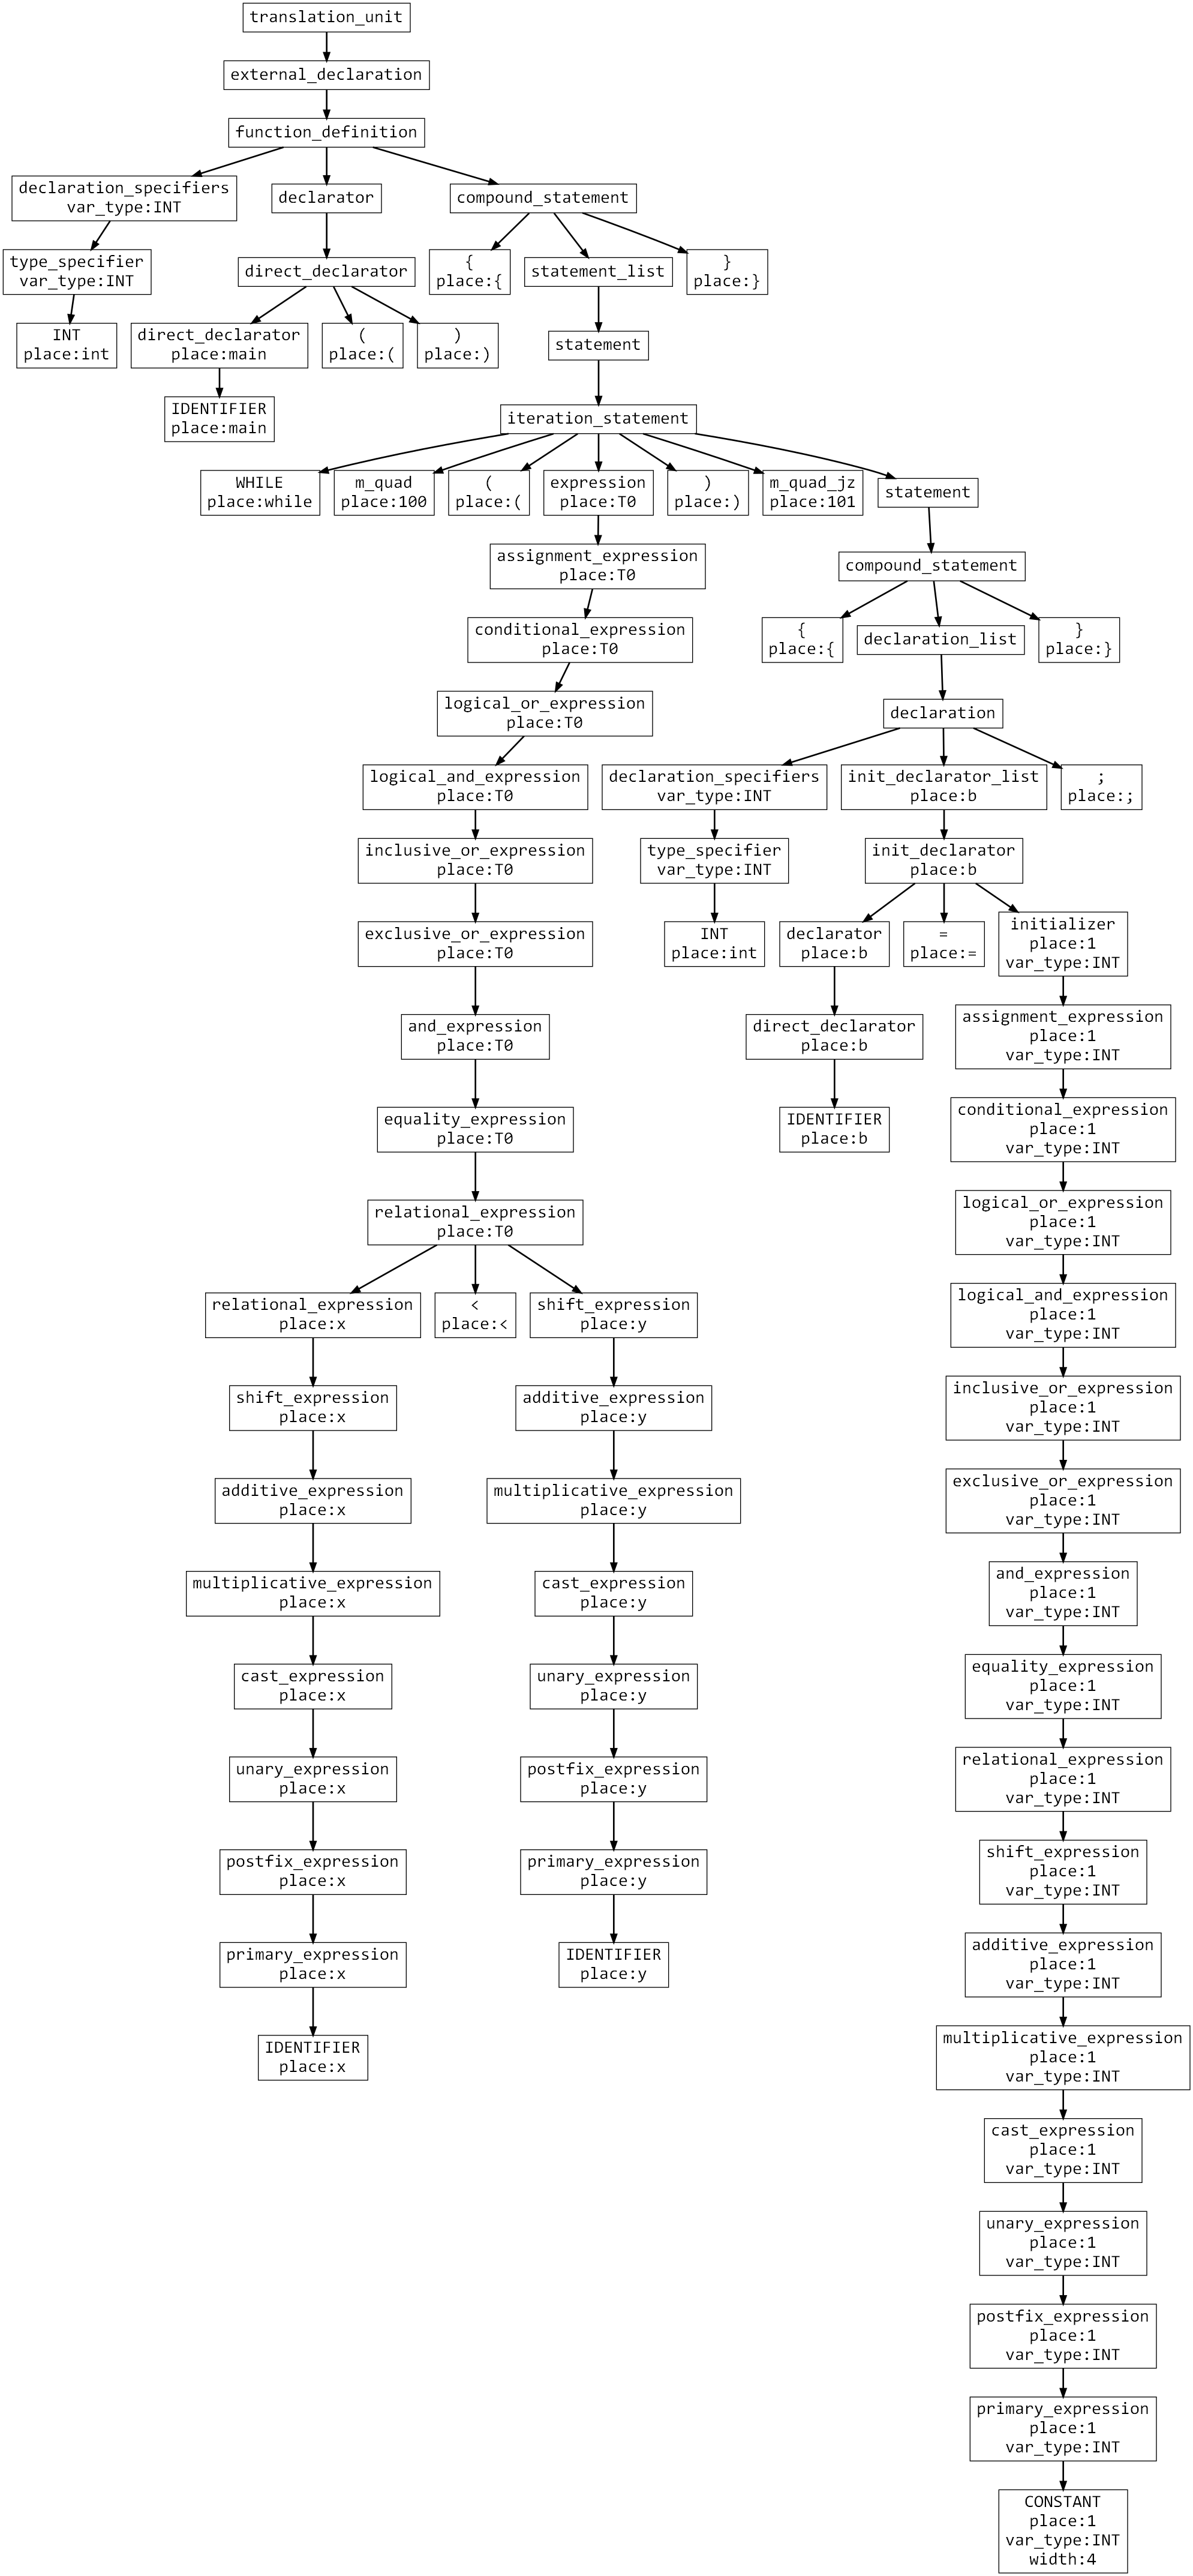 translation_unit
external_declaration
function_definition
declaration_specifiers
var_type:INT
declarator
compound_statement
type_specifier
var_type:INT
direct_declarator
{
place:{
statement_list
}
place:}
INT
place:int
direct_declarator
place:main
(
place:(
)
place:)
statement
IDENTIFIER
place:main
iteration_statement
WHILE
place:while
m_quad
place:100
(
place:(
expression
place:T0
)
place:)
m_quad_jz
place:101
statement
assignment_expression
place:T0
compound_statement
conditional_expression
place:T0
{
place:{
declaration_list
}
place:}
logical_or_expression
place:T0
declaration
logical_and_expression
place:T0
declaration_specifiers
var_type:INT
init_declarator_list
place:b
;
place:;
inclusive_or_expression
place:T0
type_specifier
var_type:INT
init_declarator
place:b
exclusive_or_expression
place:T0
INT
place:int
declarator
place:b
=
place:=
initializer
place:1
var_type:INT
and_expression
place:T0
direct_declarator
place:b
assignment_expression
place:1
var_type:INT
equality_expression
place:T0
IDENTIFIER
place:b
conditional_expression
place:1
var_type:INT
relational_expression
place:T0
logical_or_expression
place:1
var_type:INT
relational_expression
place:x
<
place:<
shift_expression
place:y
logical_and_expression
place:1
var_type:INT
shift_expression
place:x
additive_expression
place:y
inclusive_or_expression
place:1
var_type:INT
additive_expression
place:x
multiplicative_expression
place:y
exclusive_or_expression
place:1
var_type:INT
multiplicative_expression
place:x
cast_expression
place:y
and_expression
place:1
var_type:INT
cast_expression
place:x
unary_expression
place:y
equality_expression
place:1
var_type:INT
unary_expression
place:x
postfix_expression
place:y
relational_expression
place:1
var_type:INT
postfix_expression
place:x
primary_expression
place:y
shift_expression
place:1
var_type:INT
primary_expression
place:x
IDENTIFIER
place:y
additive_expression
place:1
var_type:INT
IDENTIFIER
place:x
multiplicative_expression
place:1
var_type:INT
cast_expression
place:1
var_type:INT
unary_expression
place:1
var_type:INT
postfix_expression
place:1
var_type:INT
primary_expression
place:1
var_type:INT
CONSTANT
place:1
var_type:INT
width:4